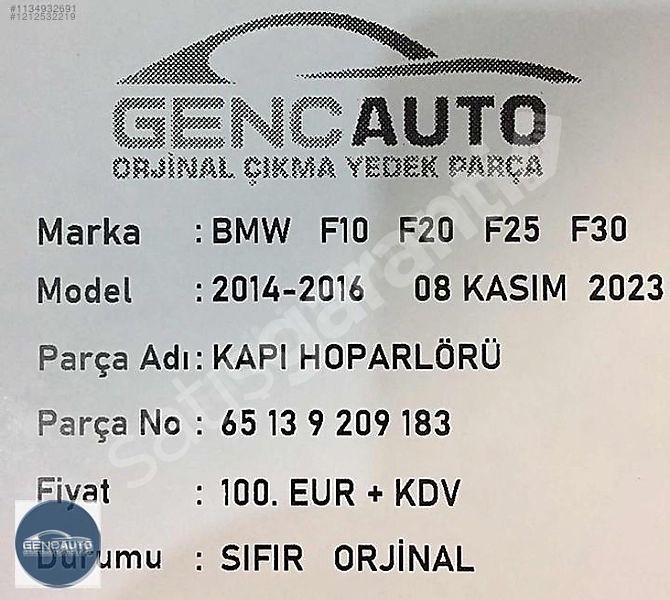 #1134932691
#1212532219
GENCAUTO
ORJİNAL ÇIKMA YEDEK PARÇA
Marka : BMW F10 F20 F25 F30
Model : 2014-2016 08 KASIM 2023
Parça Adı : KAPI HOPARLÖRÜ
Parça No : 65 13 9 209 183
Fiyat : 100. EUR + KDV
Durumu : SIFIR ORJİNAL
GENCAUTO
satışgaranti